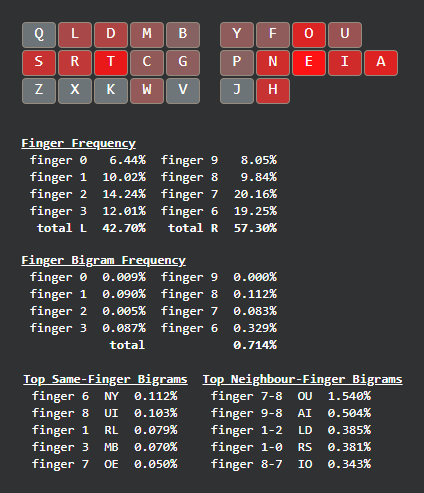 Q L D M B Y F O U
S R T C G P N E I A
Z X K W V J H
Finger Frequency
finger 0 6.44% finger 9 8.05%
finger 1 10.02% finger 8 9.84%
finger 2 14.24% finger 7 20.16%
finger 3 12.01% finger 6 19.25%
total L 42.70% total R 57.30%
Finger Bigram Frequency
finger 0 0.009% finger 9 0.000%
finger 1 0.090% finger 8 0.112%
finger 2 0.005% finger 7 0.083%
finger 3 0.087% finger 6 0.329%
total 0.714%
Top Same-Finger Bigrams Top Neighbour-Finger Bigrams
finger 6 NY 0.112% finger 7-8 OU 1.540%
finger 8 UI 0.103% finger 9-8 AI 0.504%
finger 1 RL 0.079% finger 1-2 LD 0.385%
finger 3 MB 0.070% finger 1-0 RS 0.381%
finger 7 OE 0.050% finger 8-7 IO 0.343%